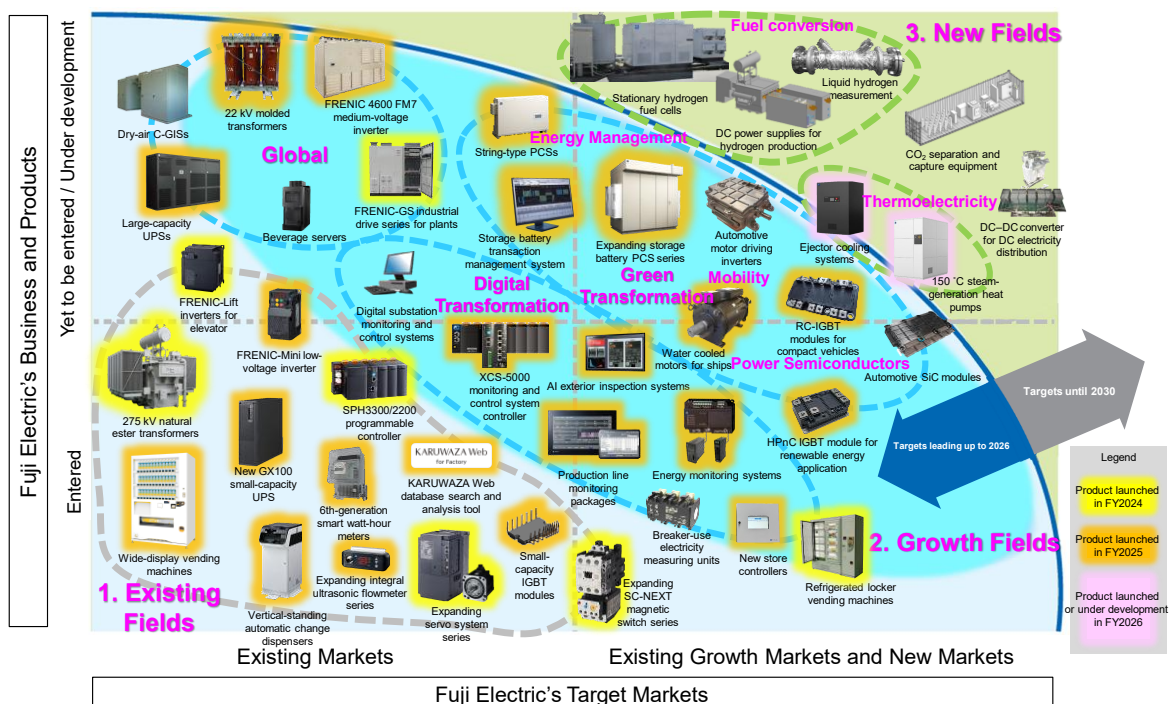 Fuji Electric's Business and Products
Yet to be entered / Under development
Entered
Dry-air C-GISs
22 kV molded
transformers
FRENIC 4600 FM7
medium-voltage
inverter
Global
Large-capacity
UPSs
Beverage servers
FRENIC-GS industrial
drive series for plants
String-type PCSs
Energy Management
Storage battery
transaction
management system
Expanding storage
battery PCS series
Automotive
motor driving
inverters
Fuel conversion
Stationary hydrogen
fuel cells
Liquid hydrogen
measurement
DC power supplies for
hydrogen production
3. New Fields
CO₂ separation and
capture equipment
Thermoelectricity
Ejector cooling
systems
DC–DC converter
for DC electricity
distribution
150 °C steam-
generation heat
pumps
FRENIC-Lift
inverters for
elevator
Digital substation
monitoring and
control systems
Digital
Transformation
Green
Transformation
Mobility
Water cooled
motors for ships
RC-IGBT
modules for
compact vehicles
Power Semiconductors
Automotive SiC modules
275 kV natural
ester transformers
FRENIC-Mini low-
voltage inverter
SPH3300/2200
programmable
controller
XCS-5000
monitoring and
control system
controller
AI exterior inspection systems
HPnC IGBT module for
renewable energy
application
Targets leading up to 2026
Targets until 2030
New GX100
small-capacity
UPS
6th-generation
smart watt-hour
meters
KARUWAZA Web
for Factory
KARUWAZA Web
database search and
analysis tool
Production line
monitoring
packages
Energy monitoring systems
Wide-display vending
machines
Vertical-standing
automatic change
dispensers
Expanding integral
ultrasonic flowmeter
series
Expanding
servo system
series
Small-
capacity
IGBT
modules
Expanding
SC-NEXT
magnetic
switch series
Breaker-use
electricity
measuring units
New store
controllers
Refrigerated locker
vending machines
1. Existing
Fields
2. Growth Fields
Legend
Product launched
in FY2024
Product launched
in FY2025
Product launched
or under development
in FY2026
Existing Markets
Existing Growth Markets and New Markets
Fuji Electric's Target Markets